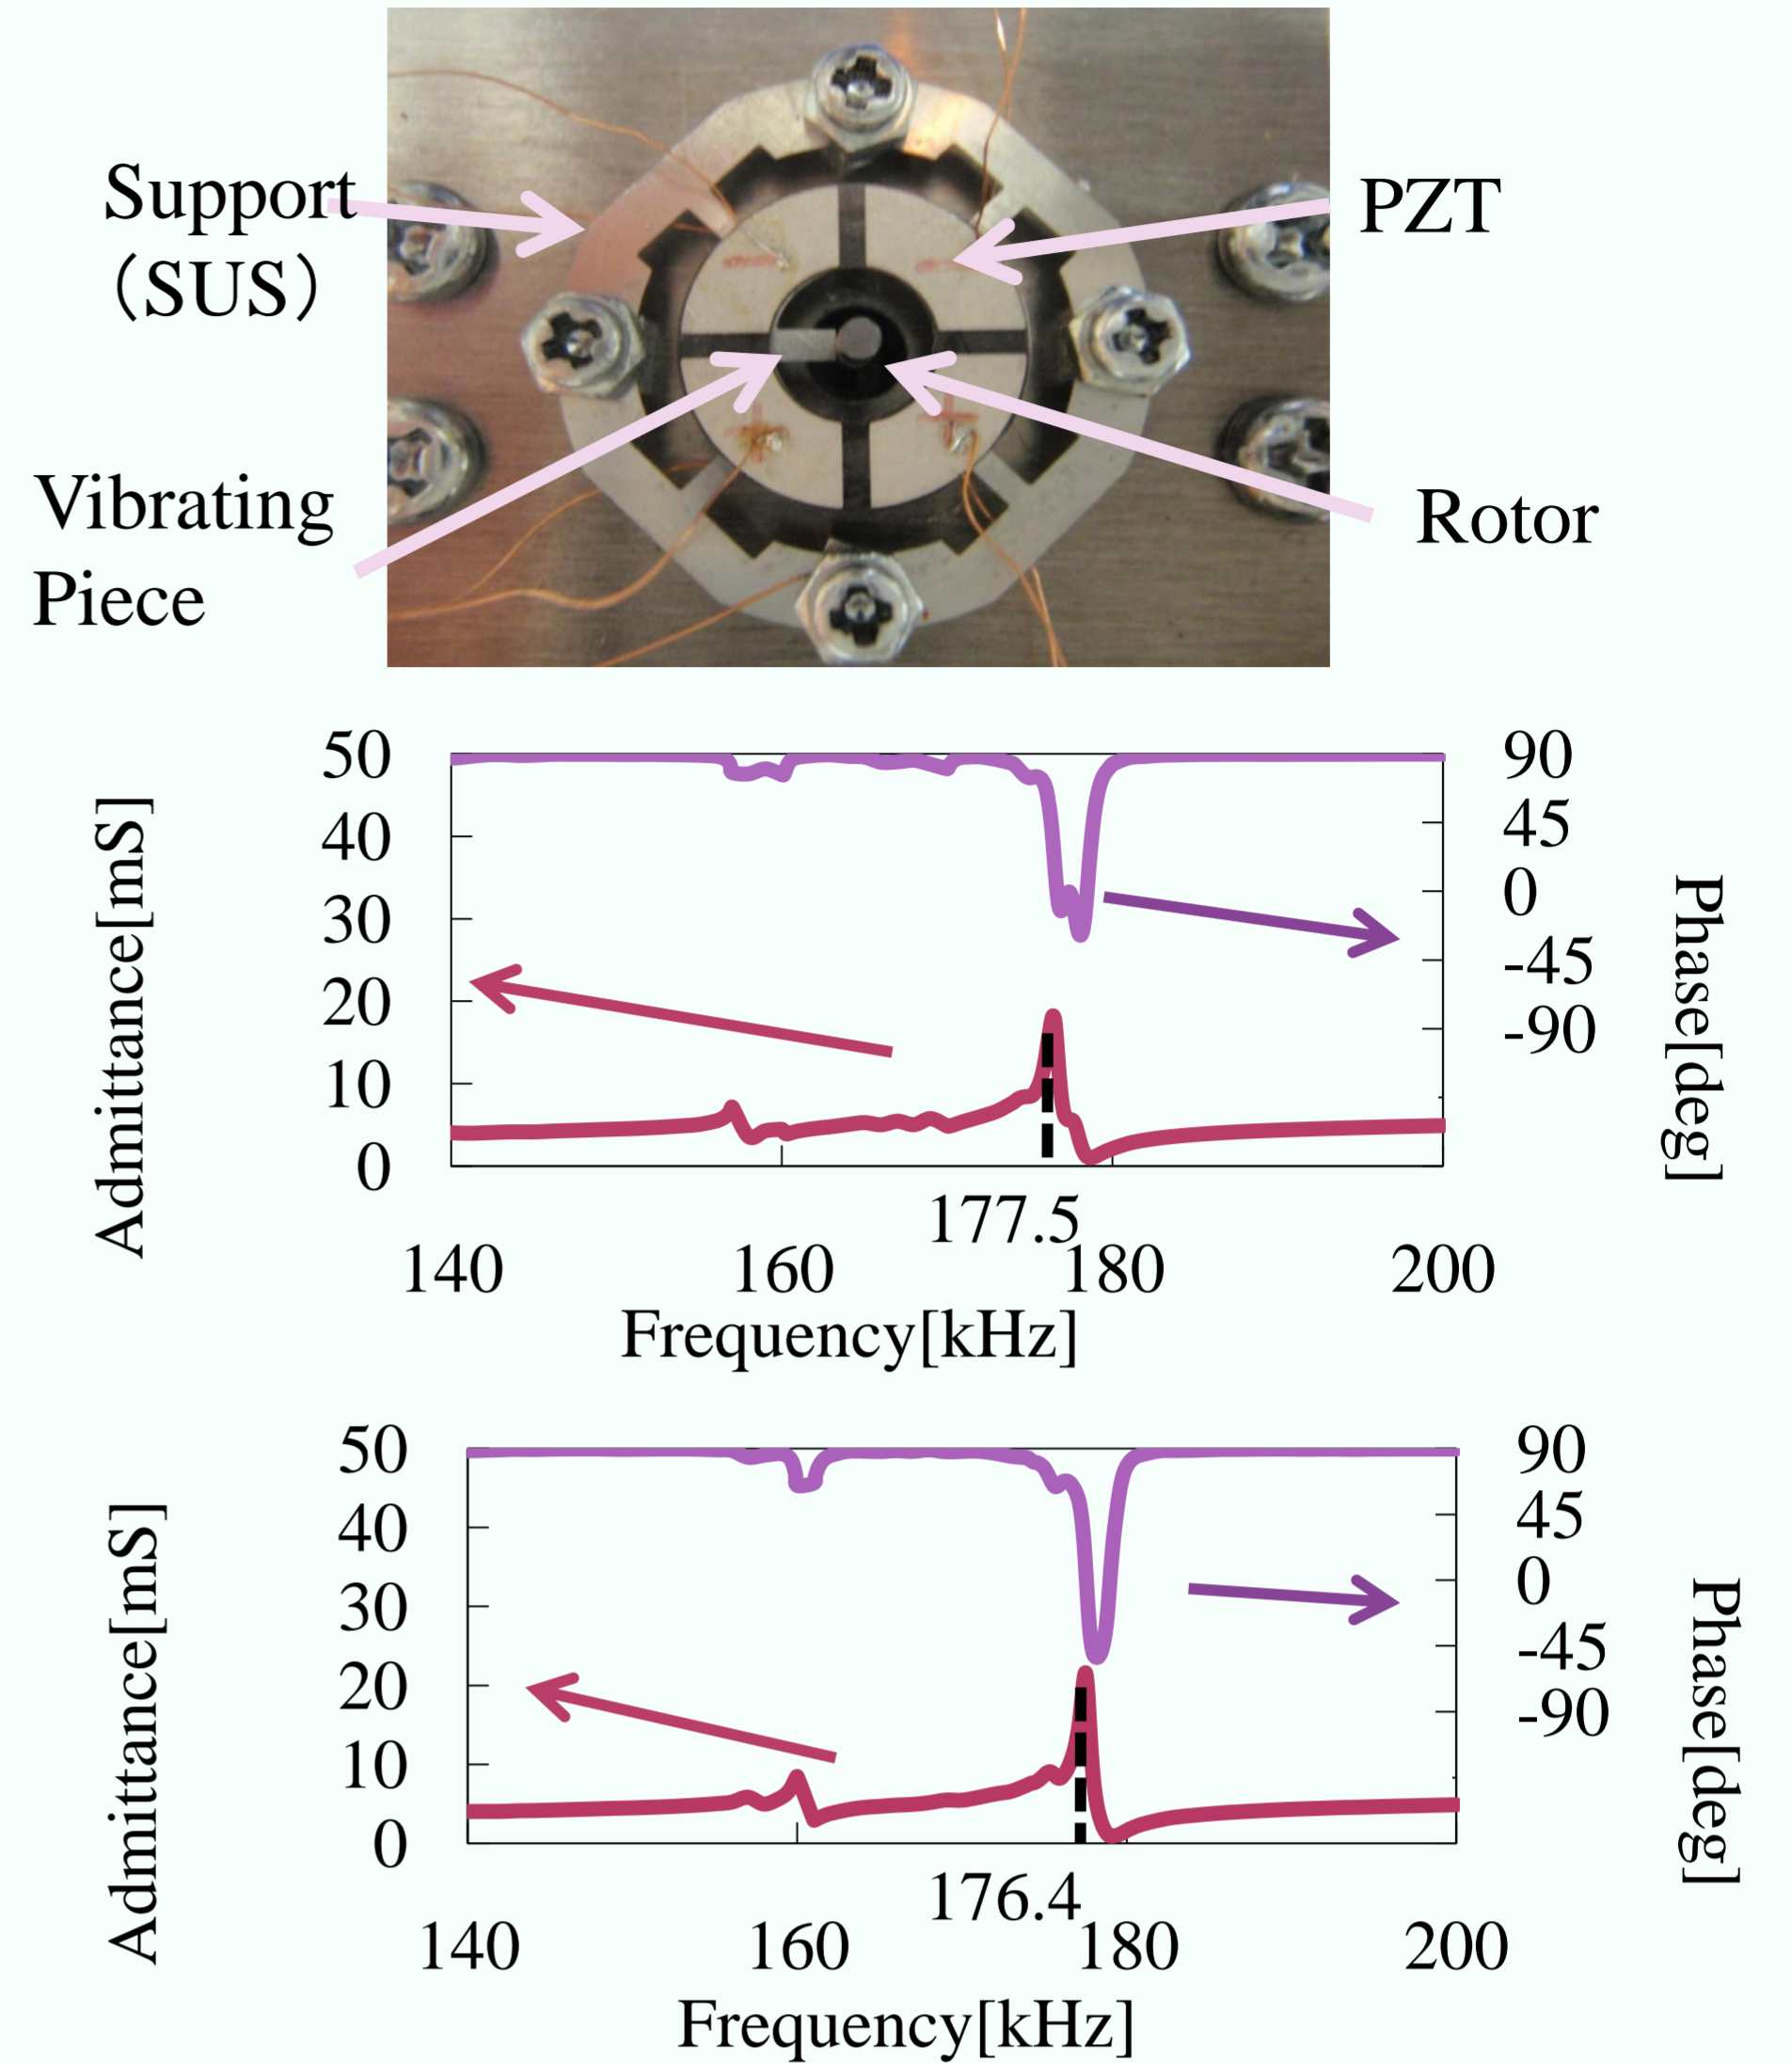 Support
（SUS）
PZT
Vibrating
Piece
Rotor
50
40
30
20
10
0
Admittance[mS]
90
45
0
-45
-90
Phase[deg]
177.5
140
160
180
200
Frequency[kHz]
50
40
30
20
10
0
Admittance[mS]
90
45
0
-45
-90
Phase[deg]
176.4
140
160
180
200
Frequency[kHz]